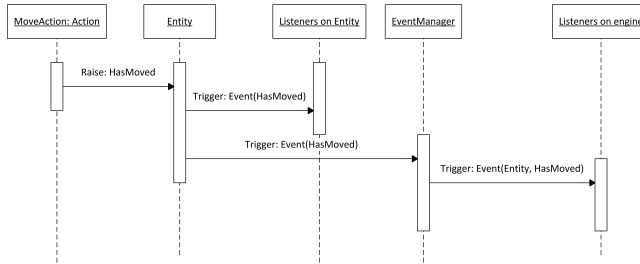 MoveAction: Action
Entity
Listeners on Entity
EventManager
Listeners on engine
Raise: HasMoved
Trigger: Event(HasMoved)
Trigger: Event(HasMoved)
Trigger: Event(Entity, HasMoved)